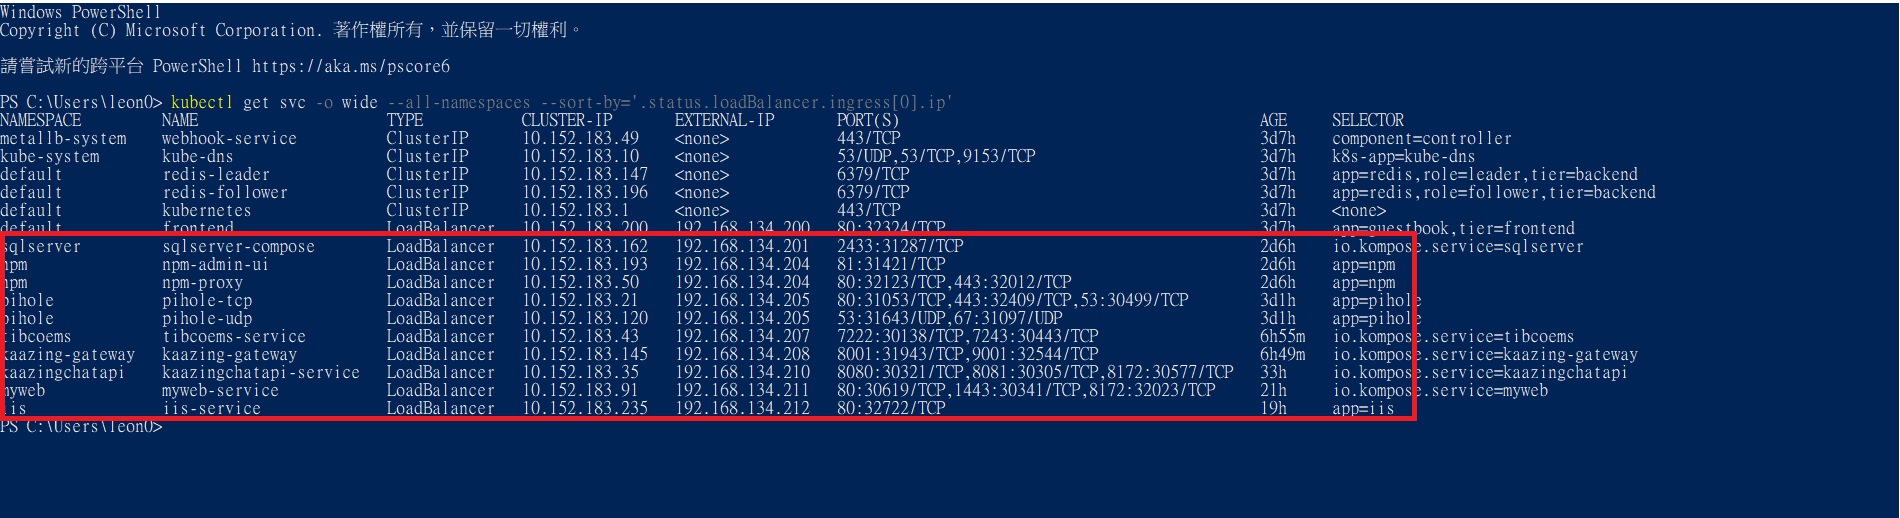 Windows PowerShell
Copyright (C) Microsoft Corporation. 著作權所有，並保留一切權利。
請嘗試新的跨平台 PowerShell https://aka.ms/pscore6
PS C:\Users\leon0> kubectl get svc -o wide --all-namespaces --sort-by='.status.loadBalancer.ingress[0].ip'
NAMESPACE NAME TYPE CLUSTER-IP EXTERNAL-IP PORT(S) AGE SELECTOR
metallb-system webhook-service ClusterIP 10.152.183.49 <none> 443/TCP 3d7h component=controller
kube-system kube-dns ClusterIP 10.152.183.10 <none> 53/UDP,53/TCP,9153/TCP 3d7h k8s-app=kube-dns
default redis-leader ClusterIP 10.152.183.147 <none> 6379/TCP 3d7h app=redis,role=leader,tier=backend
default redis-follower ClusterIP 10.152.183.196 <none> 6379/TCP 3d7h app=redis,role=follower,tier=backend
default kubernetes ClusterIP 10.152.183.1 <none> 443/TCP 3d7h <none>
default frontend LoadBalancer 10.152.183.200 192.168.134.200 80:32324/TCP 3d7h app=guestbook,tier=frontend
sqlserver sqlserver-compose LoadBalancer 10.152.183.162 192.168.134.201 2433:31287/TCP 2d6h io.kompose.service=sqlserver
npm npm-admin-ui LoadBalancer 10.152.183.193 192.168.134.204 81:31421/TCP 2d6h app=npm
npm npm-proxy LoadBalancer 10.152.183.50 192.168.134.204 80:32123/TCP,443:32012/TCP 2d6h app=npm
pihole pihole-tcp LoadBalancer 10.152.183.21 192.168.134.205 80:31053/TCP,443:32409/TCP,53:30499/TCP 3d1h app=pihole
pihole pihole-udp LoadBalancer 10.152.183.120 192.168.134.205 53:31643/UDP,67:31097/UDP 3d1h app=pihole
tibcoems tibcoems-service LoadBalancer 10.152.183.43 192.168.134.207 7222:30138/TCP,7243:30443/TCP 6h55m io.kompose.service=tibcoems
kaazing-gateway kaazing-gateway LoadBalancer 10.152.183.145 192.168.134.208 8001:31943/TCP,9001:32544/TCP 6h49m io.kompose.service=kaazing-gateway
kaazingchatapi kaazingchatapi-service LoadBalancer 10.152.183.35 192.168.134.210 8080:30321/TCP,8081:30305/TCP,8172:30577/TCP 33h io.kompose.service=kaazingchatapi
myweb myweb-service LoadBalancer 10.152.183.91 192.168.134.211 80:30619/TCP,1443:30341/TCP,8172:32023/TCP 21h io.kompose.service=myweb
iis iis-service LoadBalancer 10.152.183.235 192.168.134.212 80:32722/TCP 19h app=iis
PS C:\Users\leon0>